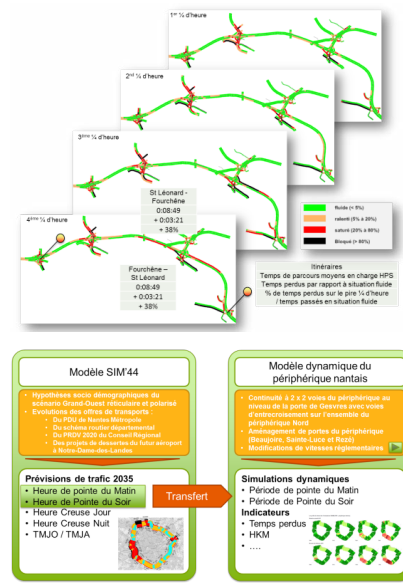 1er ¼ d'heure
2nd ¼ d'heure
3ème ¼ d'heure
St Léonard -
Fourchêne
0:08:49
+ 0:03:21
+ 38%
4ème ¼ d'heure
fluide (< 5%)
ralenti (5% à 20%)
saturé (20% à 80%)
Bloqué (> 80%)
Fourchêne –
St Léonard
0:08:49
+ 0:03:21
+ 38%
Itinéraires
Temps de parcours moyens en charge HPS
Temps perdus par rapport à situation fluide
% de temps perdus sur le pire ¼ d'heure
/ temps passés en situation fluide
Modèle SIM'44
• Hypothèses socio démographiques du
scénario Grand-Ouest réticulaire et polarisé
• Evolutions des offres de transports :
• Du PDU de Nantes Métropole
• Du schéma routier départemental
• Du PRDV 2020 du Conseil Régional
• Des projets de dessertes du futur aéroport
à Notre-Dame-des-Landes
Prévisions de trafic 2035
• Heure de pointe du Matin
• Heure de Pointe du Soir
• Heure Creuse Jour
• Heure Creuse Nuit
• TMJO / TMJA
Transfert
Modèle dynamique du
périphérique nantais
• Continuité à 2 x 2 voies du périphérique au
niveau de la porte de Gesvres avec voies
d'entrecroisement sur l'ensemble du
périphérique Nord
• Aménagement de portes du périphérique
(Beaujoire, Sainte-Luce et Rezé)
• Modifications de vitesses réglementaires
Simulations dynamiques
• Période de pointe du Matin
• Période de Pointe du Soir
Indicateurs
• Temps perdus
• HKM
• ....